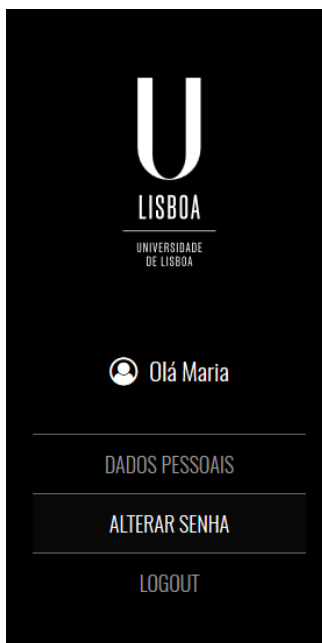 U
LISBOA
UNIVERSIDADE
DE LISBOA
Olá Maria
DADOS PESSOAIS
ALTERAR SENHA
LOGOUT